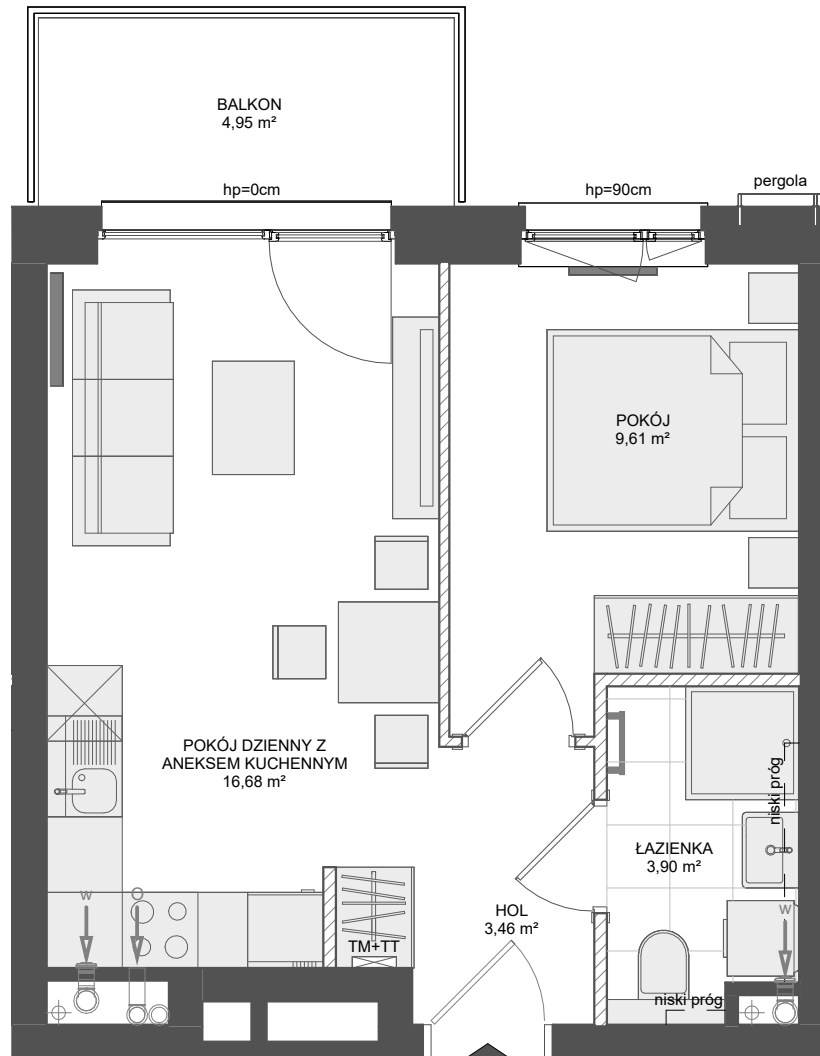 BALKON
4,95 m²
hp=0cm
hp=90cm
pergola
POKÓJ
9,61 m²
POKÓJ DZIENNY Z
ANEKSEM KUCHENNYM
16,68 m²
niski próg
ŁAZIENKA
3,90 m²
W
O
HOL
3,46 m²
W
TM+TT
niski próg